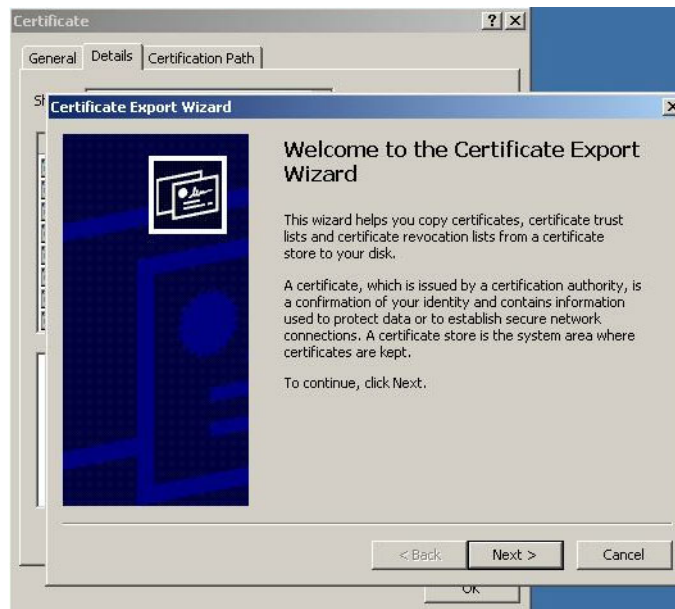 Certificate
General Details Certification Path
Certificate Export Wizard
Welcome to the Certificate Export
Wizard
This wizard helps you copy certificates, certificate trust
lists and certificate revocation lists from a certificate
store to your disk.
A certificate, which is issued by a certification authority, is
a confirmation of your identity and contains information
used to protect data or to establish secure network
connections. A certificate store is the system area where
certificates are kept.
To continue, click Next.
< Back Next > Cancel
OK